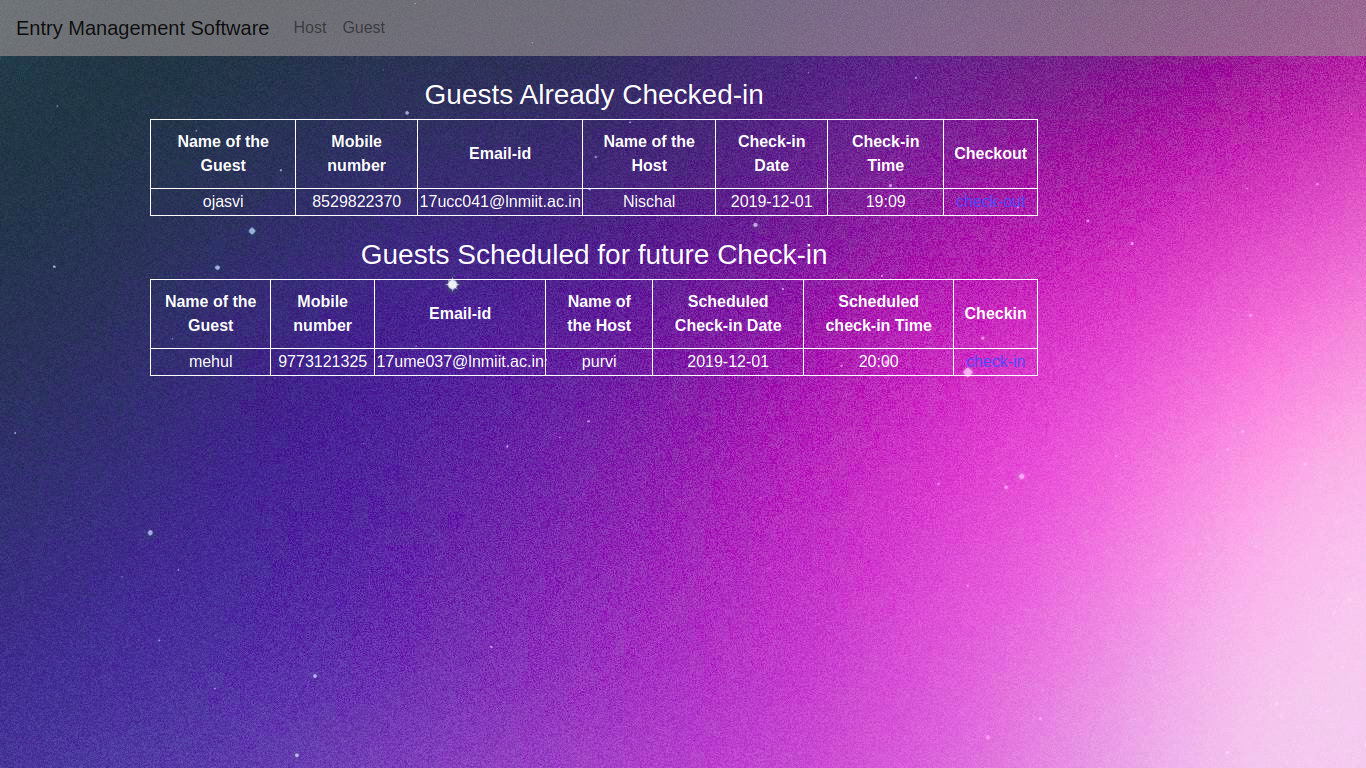 Entry Management Software Host Guest
Guests Already Checked-in
Name of the Guest Mobile number Email-id Name of the Host Check-in Date Check-in Time Checkout
ojasvi 8529822370 17ucc041@lnmiit.ac.in Nischal 2019-12-01 19:09 check-out
Guests Scheduled for future Check-in
Name of the Guest Mobile number Email-id Name of the Host Scheduled Check-in Date Scheduled check-in Time Checkin
mehul 9773121325 17ume037@lnmiit.ac.in purvi 2019-12-01 20:00 check-in